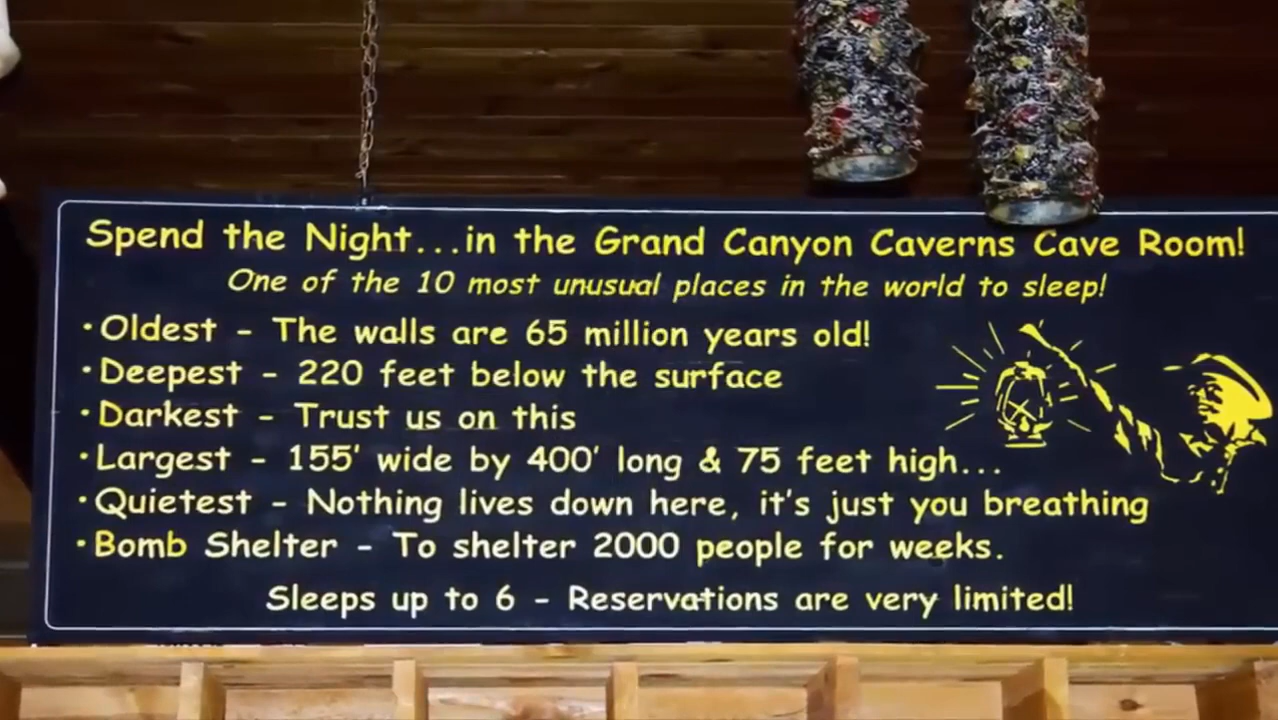 Spend the Night...in the Grand Canyon Caverns Cave Room!
One of the 10 most unusual places in the world to sleep!
·Oldest - The walls are 65 million years old!
·Deepest - 220 feet below the surface
·Darkest - Trust us on this
·Largest - 155' wide by 400' long & 75 feet high...
·Quietest - Nothing lives down here, it's just you breathing
·Bomb Shelter - To shelter 2000 people for weeks.
Sleeps up to 6 - Reservations are very limited!